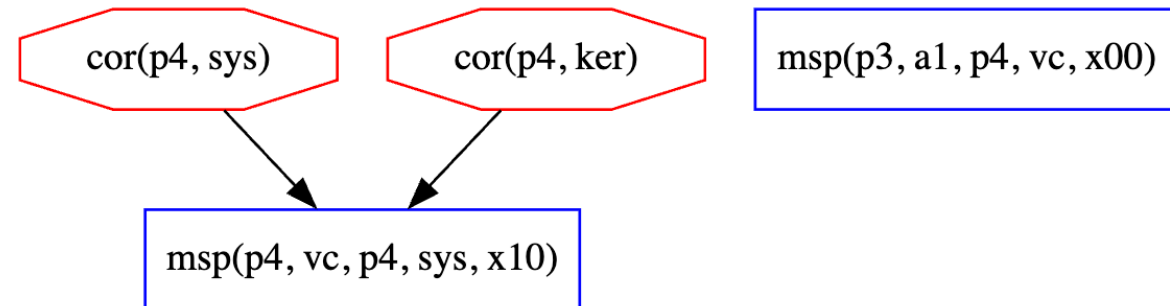 cor(p4, sys)
cor(p4, ker)
msp(p3, a1, p4, vc, x00)
msp(p4, vc, p4, sys, x10)